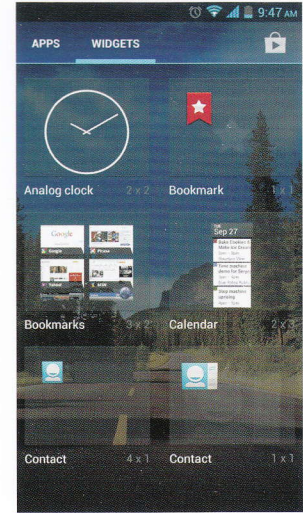 9:47 AM
APPS WIDGETS
Analog clock 2 x 2 Bookmark 1 x 1
Google
Bookmarks 3 x 2
TUE
Sep 27
Calendar 2 x 3
Contact 4 x 1 Contact 1 x 1